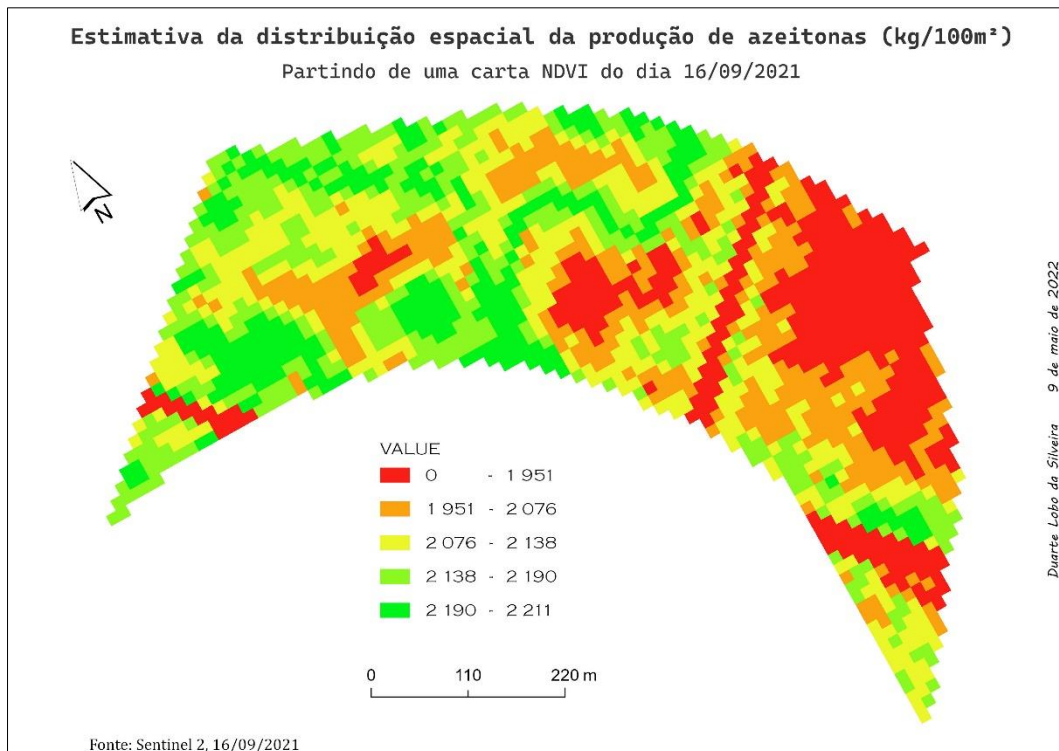 Estimativa da distribuição espacial da produção de azeitonas (kg/100m²)
Partindo de uma carta NDVI do dia 16/09/2021
N
Duarte Lobo da Silveira 9 de maio de 2022
VALUE
0 - 1 951
1 951 - 2 076
2 076 - 2 138
2 138 - 2 190
2 190 - 2 211
0 110 220 m
Fonte: Sentinel 2, 16/09/2021